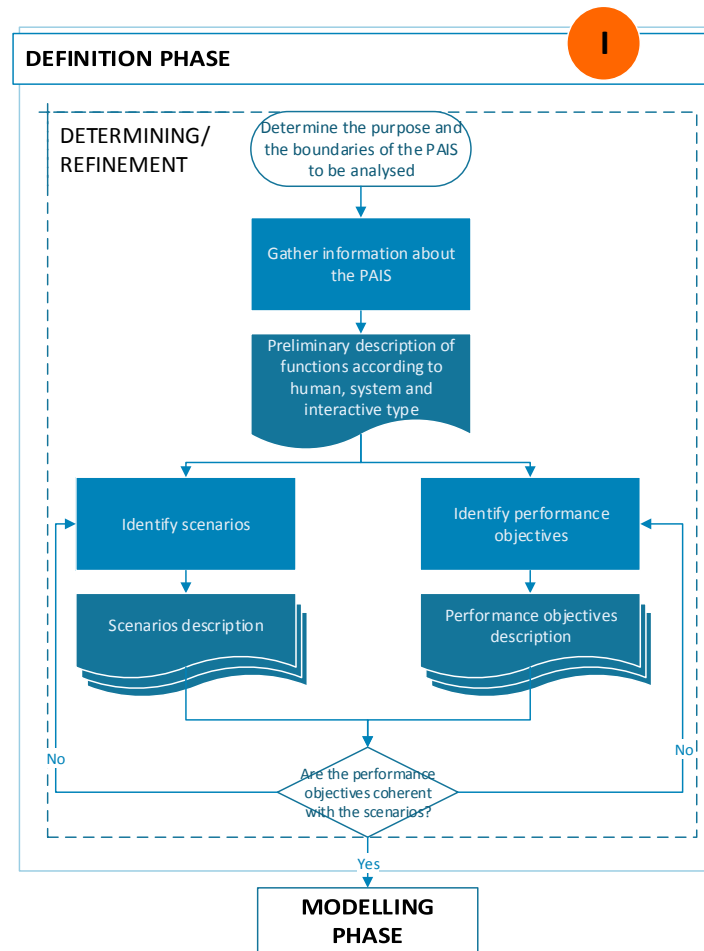 I
DEFINITION PHASE
DETERMINING/
REFINEMENT
Determine the purpose and
the boundaries of the PAIS
to be analysed
Gather information about
the PAIS
Preliminary description of
functions according to
human, system and
interactive type
Identify scenarios
Identify performance
objectives
Scenarios description
Performance objectives
description
No
No
Are the performance
objectives coherent
with the scenarios?
Yes
MODELLING
PHASE